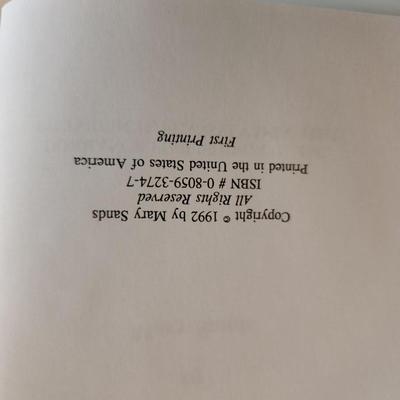 Copyright © 1992 by Mary Sands
All Rights Reserved
ISBN # 0-8059-3274-7
Printed in the United States of America
First Printing